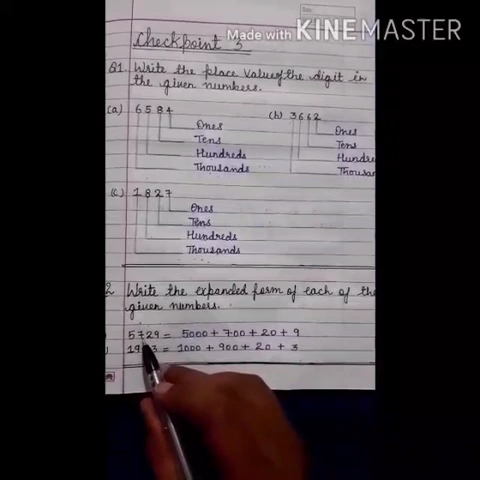 Made with KINEMASTER
Checkpoint 3
Q1. Write the place value of the digit in
the given numbers.
(a) 6584
Ones
Tens
Hundreds
Thousands
(b) 3662
Ones
Tens
Hundreds
(c) 1827
Ones
Tens
Hundreds
Thousands
2 Write the expanded form of each of the
given numbers.
5729 = 5000 + 700 + 20 + 9
= 1000 + 900 + 20 + 3